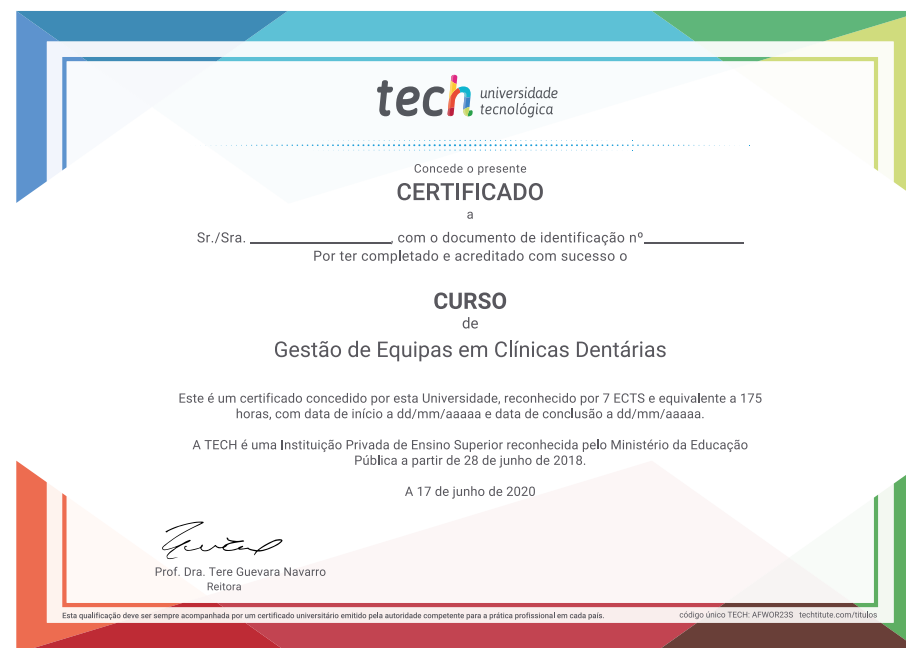 tech universidade
tecnológica
Concede o presente
CERTIFICADO
a
Sr./Sra. ____________________, com o documento de identificação nº______________
Por ter completado e acreditado com sucesso o
CURSO
de
Gestão de Equipas em Clínicas Dentárias
Este é um certificado concedido por esta Universidade, reconhecido por 7 ECTS e equivalente a 175
horas, com data de início a dd/mm/aaaaa e data de conclusão a dd/mm/aaaaa.
A TECH é uma Instituição Privada de Ensino Superior reconhecida pelo Ministério da Educação
Pública a partir de 28 de junho de 2018.
A 17 de junho de 2020
Prof. Dra. Tere Guevara Navarro
Reitora
Esta qualificação deve ser sempre acompanhada por um certificado universitário emitido pela autoridade competente para a prática profissional em cada país.
código único TECH: AFWOR23S techtitute.com/titulos